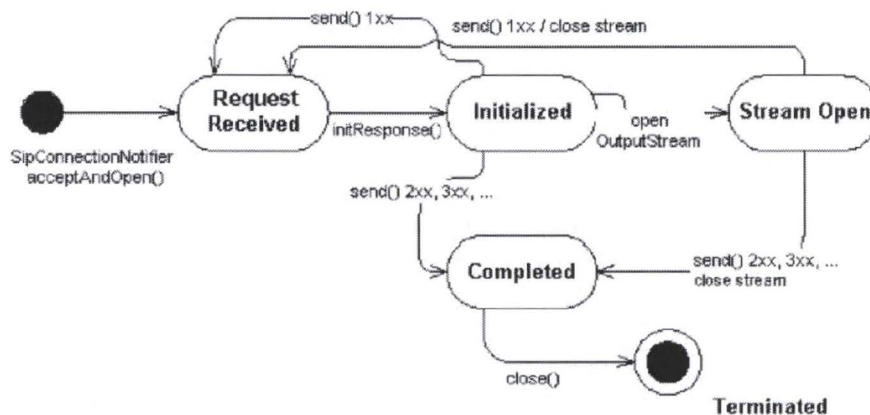 send() 1xx
send() 1xx / close stream
Request
Received
Initialized
Stream Open
initResponse()
open
OutputStream
SipConnectionNotifier
acceptAndOpen()
send() 2xx, 3xx, ...
Completed
send() 2xx, 3xx, ...
close stream
close()
Terminated